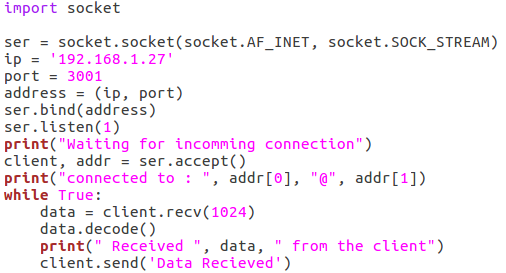 import socket

ser = socket.socket(socket.AF_INET, socket.SOCK_STREAM)
ip = '192.168.1.27'
port = 3001
address = (ip, port)
ser.bind(address)
ser.listen(1)
print("Waiting for incomming connection")
client, addr = ser.accept()
print("connected to : ", addr[0], "@", addr[1])
while True:
    data = client.recv(1024)
    data.decode()
    print(" Received ", data, " from the client")
    client.send('Data Recieved')